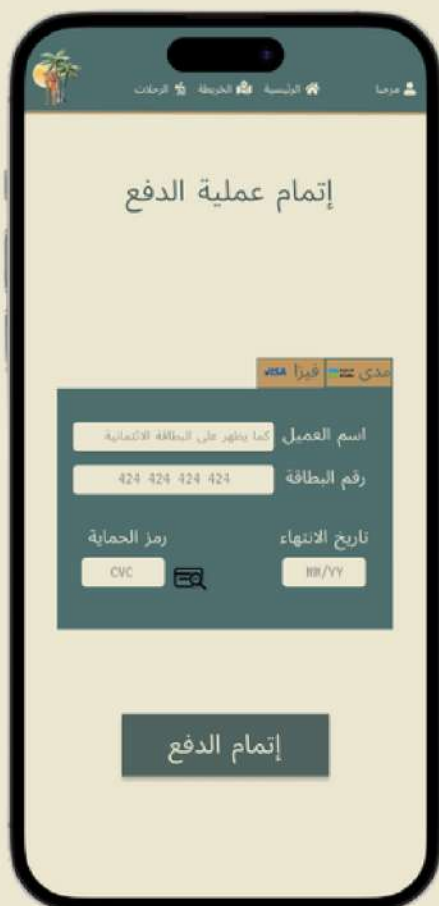 مرحبا الرئيسية الخريطة الرحلات
إتمام عملية الدفع
مدى فيزا VISA
اسم العميل كما يظهر على البطاقة الائتمانية
رقم البطاقة 424 424 424 424
تاريخ الانتهاء رمز الحماية
MM/YY CVC
إتمام الدفع